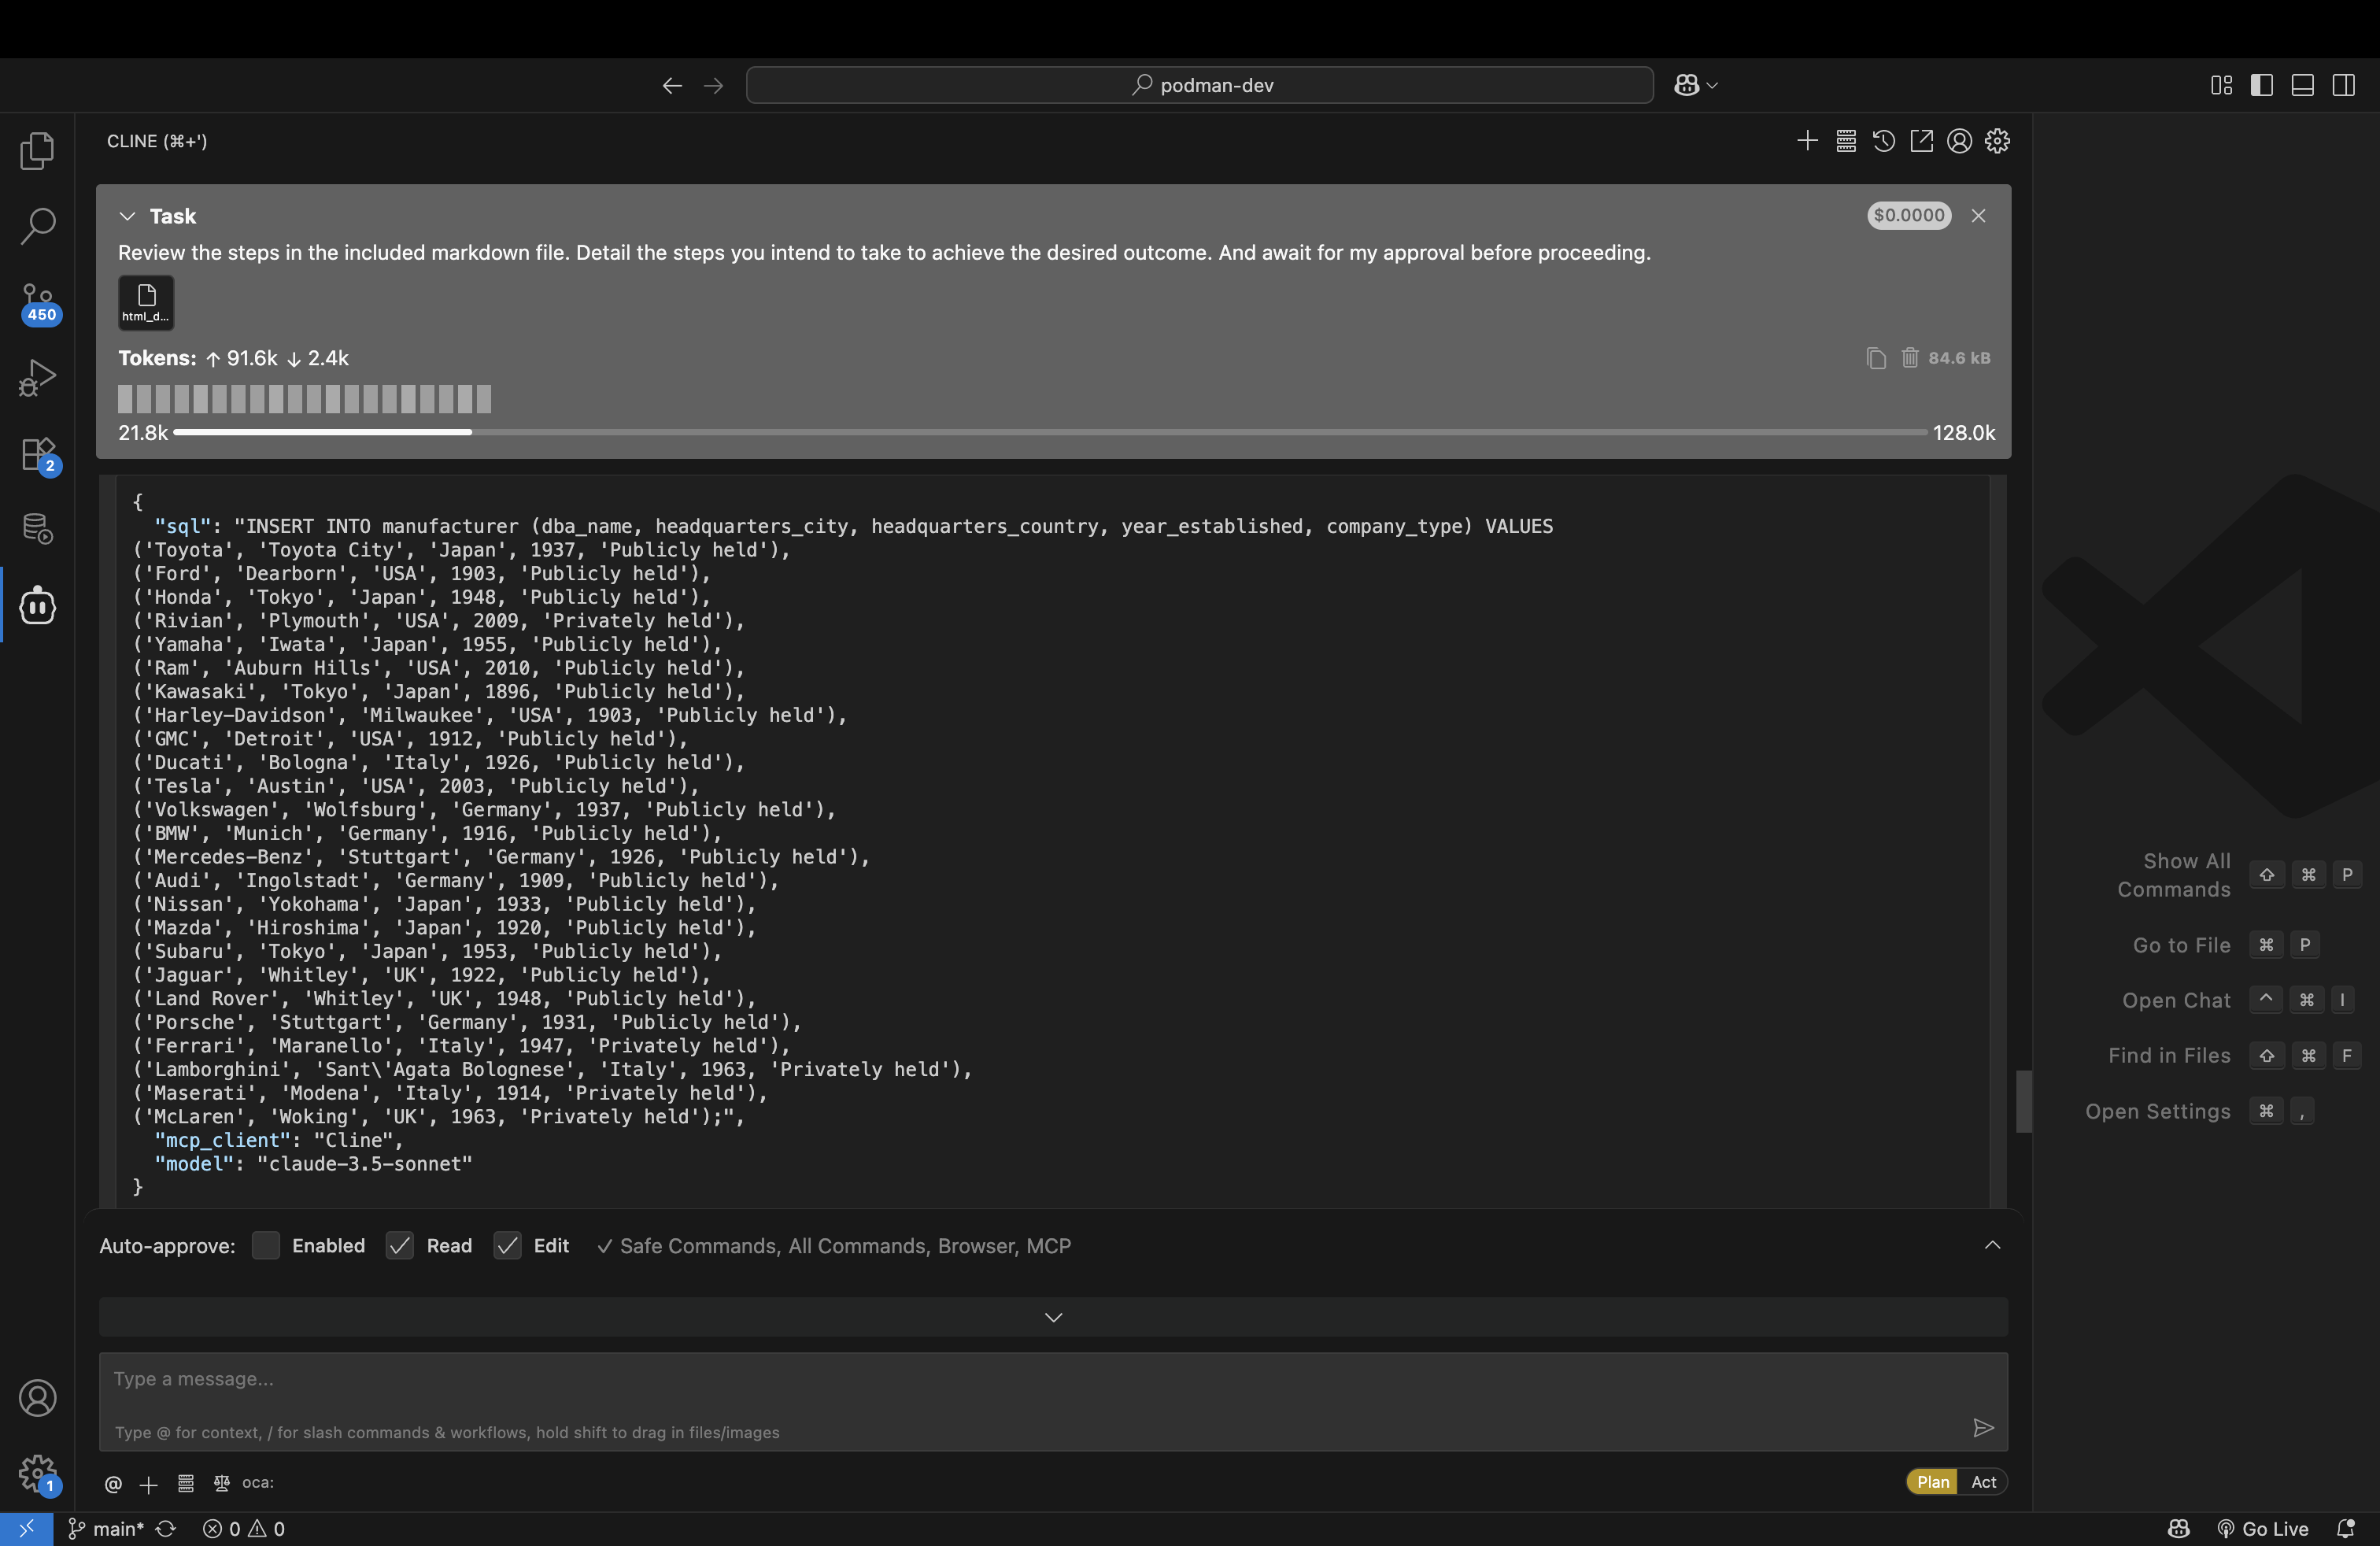 podman-dev
CLINE (⌘+')
Task
$0.0000
Review the steps in the included markdown file. Detail the steps you intend to take to achieve the desired outcome. And await for my approval before proceeding.
html_d...
Tokens: ↑ 91.6k ↓ 2.4k
84.6 kB
21.8k
128.0k
450
2
{
  "sql": "INSERT INTO manufacturer (dba_name, headquarters_city, headquarters_country, year_established, company_type) VALUES
('Toyota', 'Toyota City', 'Japan', 1937, 'Publicly held'),
('Ford', 'Dearborn', 'USA', 1903, 'Publicly held'),
('Honda', 'Tokyo', 'Japan', 1948, 'Publicly held'),
('Rivian', 'Plymouth', 'USA', 2009, 'Privately held'),
('Yamaha', 'Iwata', 'Japan', 1955, 'Publicly held'),
('Ram', 'Auburn Hills', 'USA', 2010, 'Publicly held'),
('Kawasaki', 'Tokyo', 'Japan', 1896, 'Publicly held'),
('Harley-Davidson', 'Milwaukee', 'USA', 1903, 'Publicly held'),
('GMC', 'Detroit', 'USA', 1912, 'Publicly held'),
('Ducati', 'Bologna', 'Italy', 1926, 'Publicly held'),
('Tesla', 'Austin', 'USA', 2003, 'Publicly held'),
('Volkswagen', 'Wolfsburg', 'Germany', 1937, 'Publicly held'),
('BMW', 'Munich', 'Germany', 1916, 'Publicly held'),
('Mercedes-Benz', 'Stuttgart', 'Germany', 1926, 'Publicly held'),
('Audi', 'Ingolstadt', 'Germany', 1909, 'Publicly held'),
('Nissan', 'Yokohama', 'Japan', 1933, 'Publicly held'),
('Mazda', 'Hiroshima', 'Japan', 1920, 'Publicly held'),
('Subaru', 'Tokyo', 'Japan', 1953, 'Publicly held'),
('Jaguar', 'Whitley', 'UK', 1922, 'Publicly held'),
('Land Rover', 'Whitley', 'UK', 1948, 'Publicly held'),
('Porsche', 'Stuttgart', 'Germany', 1931, 'Publicly held'),
('Ferrari', 'Maranello', 'Italy', 1947, 'Privately held'),
('Lamborghini', 'Sant\'Agata Bolognese', 'Italy', 1963, 'Privately held'),
('Maserati', 'Modena', 'Italy', 1914, 'Privately held'),
('McLaren', 'Woking', 'UK', 1963, 'Privately held');",
  "mcp_client": "Cline",
  "model": "claude-3.5-sonnet"
}
Show All Commands ⇧ ⌘ P
Go to File ⌘ P
Open Chat ^ ⌘ I
Find in Files ⇧ ⌘ F
Open Settings ⌘ ,
Auto-approve: Enabled ✓ Read ✓ Edit ✓ Safe Commands, All Commands, Browser, MCP
Type a message...
Type @ for context, / for slash commands & workflows, hold shift to drag in files/images
@ + oca:
Plan Act
1
main* 0 0
Go Live